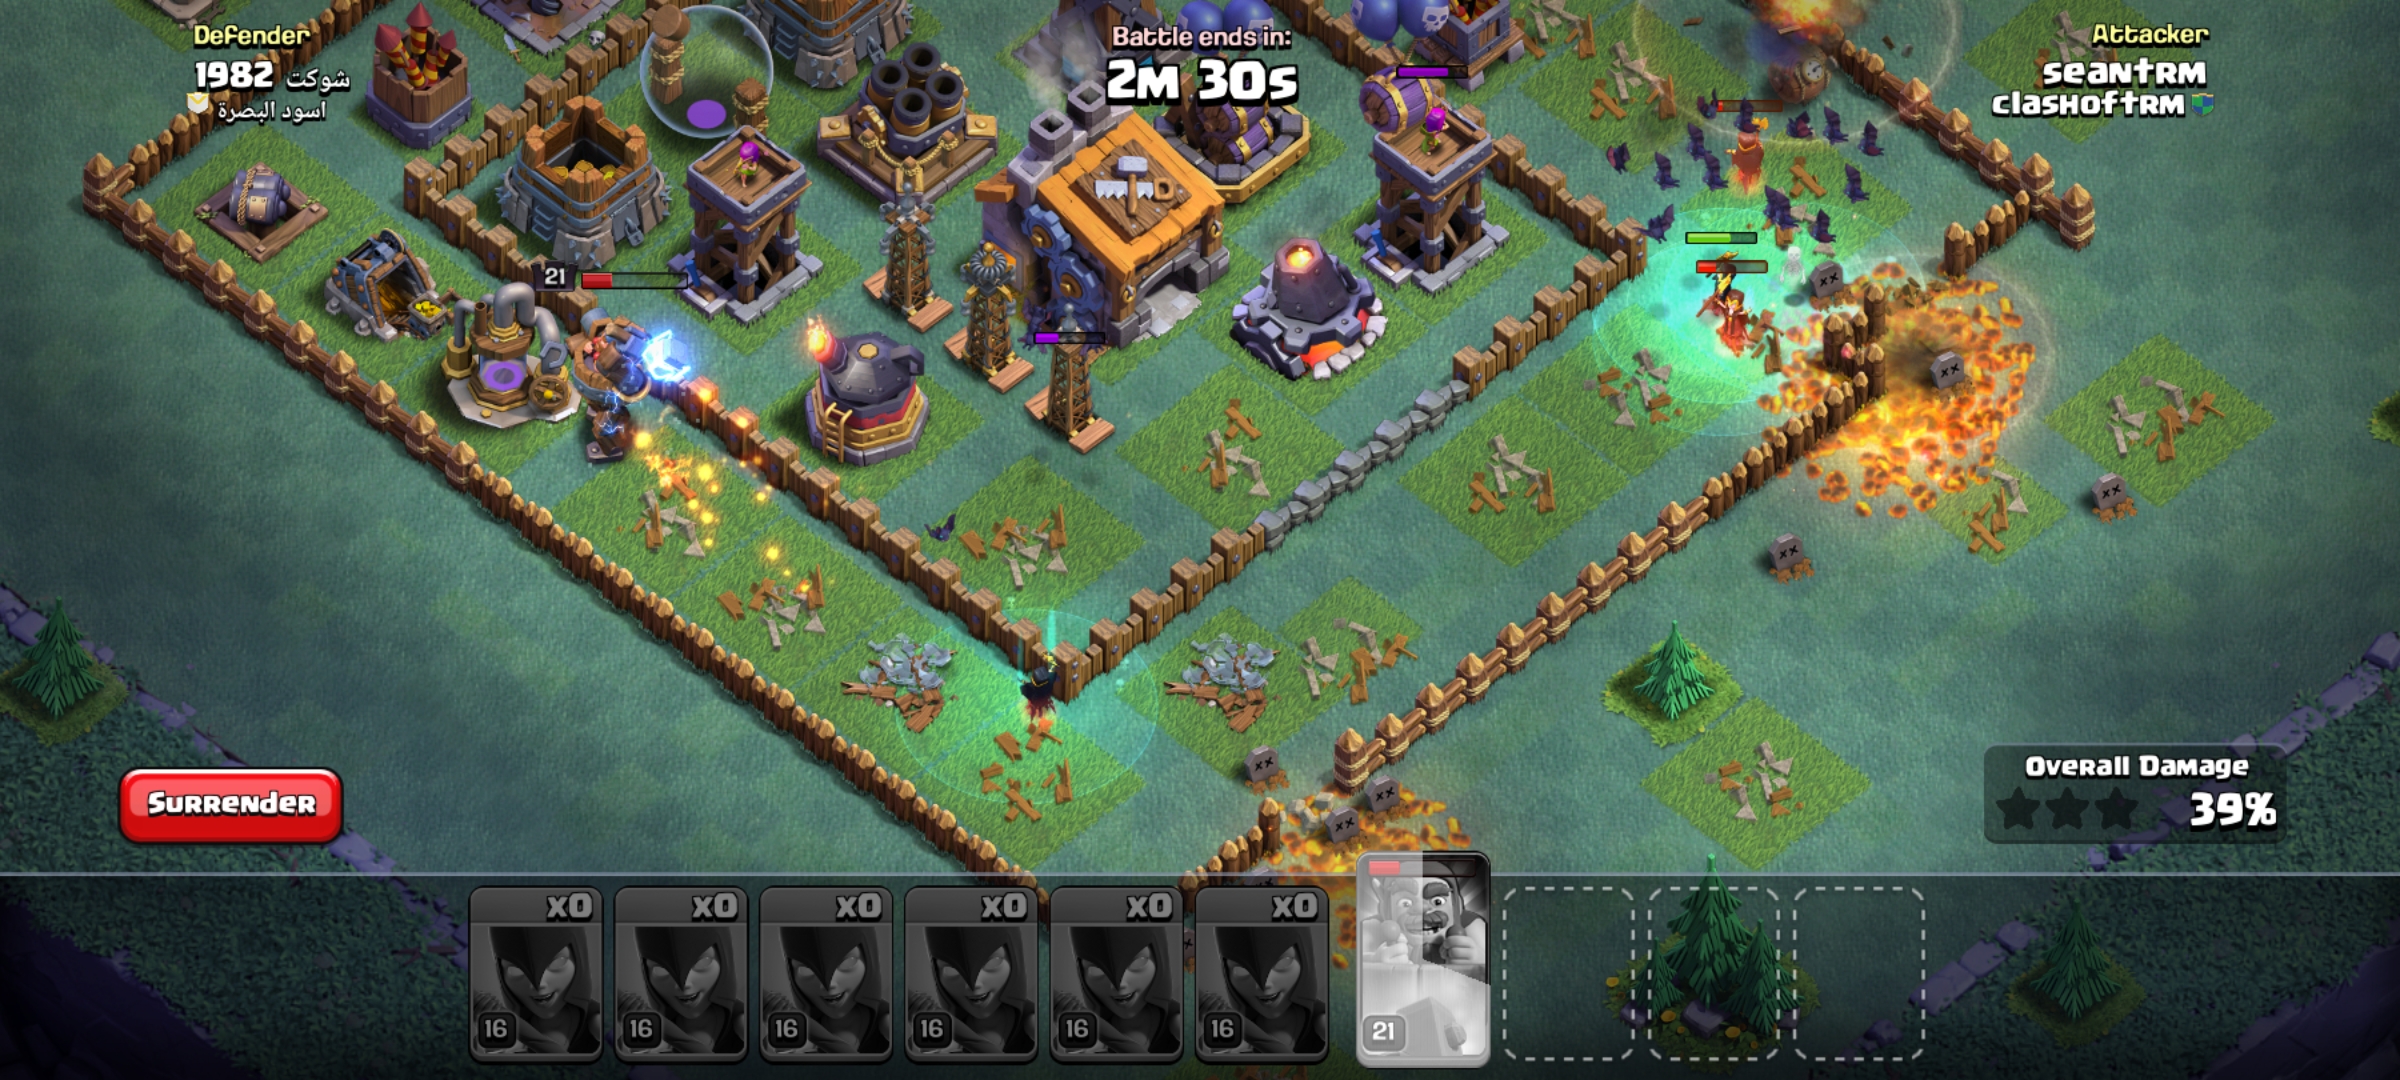 Defender
1982 شوكت
اسود البصرة
Battle ends in:
2M 30S
Attacker
seantRM
clashoftRM
21
Surrender
Overall Damage
39%
x0
x0
x0
x0
x0
x0
16
16
16
16
16
16
21